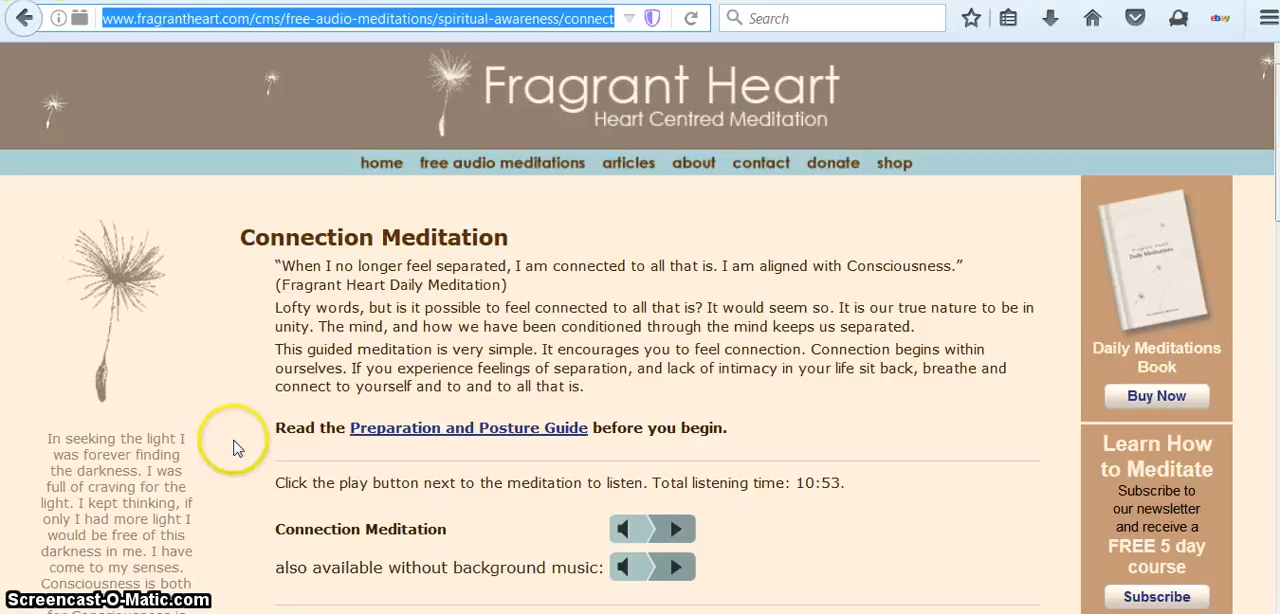 www.fragrantheart.com/cms/free-audio-meditations/spiritual-awareness/connect
Search
ebay
Fragrant Heart
Heart Centred Meditation
home free audio meditations articles about contact donate shop
Connection Meditation
“When I no longer feel separated, I am connected to all that is. I am aligned with Consciousness.”
(Fragrant Heart Daily Meditation)
Lofty words, but is it possible to feel connected to all that is? It would seem so. It is our true nature to be in
unity. The mind, and how we have been conditioned through the mind keeps us separated.
This guided meditation is very simple. It encourages you to feel connection. Connection begins within
ourselves. If you experience feelings of separation, and lack of intimacy in your life sit back, breathe and
connect to yourself and to and to all that is.
Read the Preparation and Posture Guide before you begin.
Click the play button next to the meditation to listen. Total listening time: 10:53.
Connection Meditation
also available without background music:
In seeking the light I
was forever finding
the darkness. I was
full of craving for the
light. I kept thinking, if
only I had more light I
would be free of this
darkness in me. I have
come to my senses.
Consciousness is both
Fragrant Heart
Daily Meditations
Daily Meditations
Book
Buy Now
Learn How
to Meditate
Subscribe to
our newsletter
and receive a
FREE 5 day
course
Subscribe
Screencast-O-Matic.com